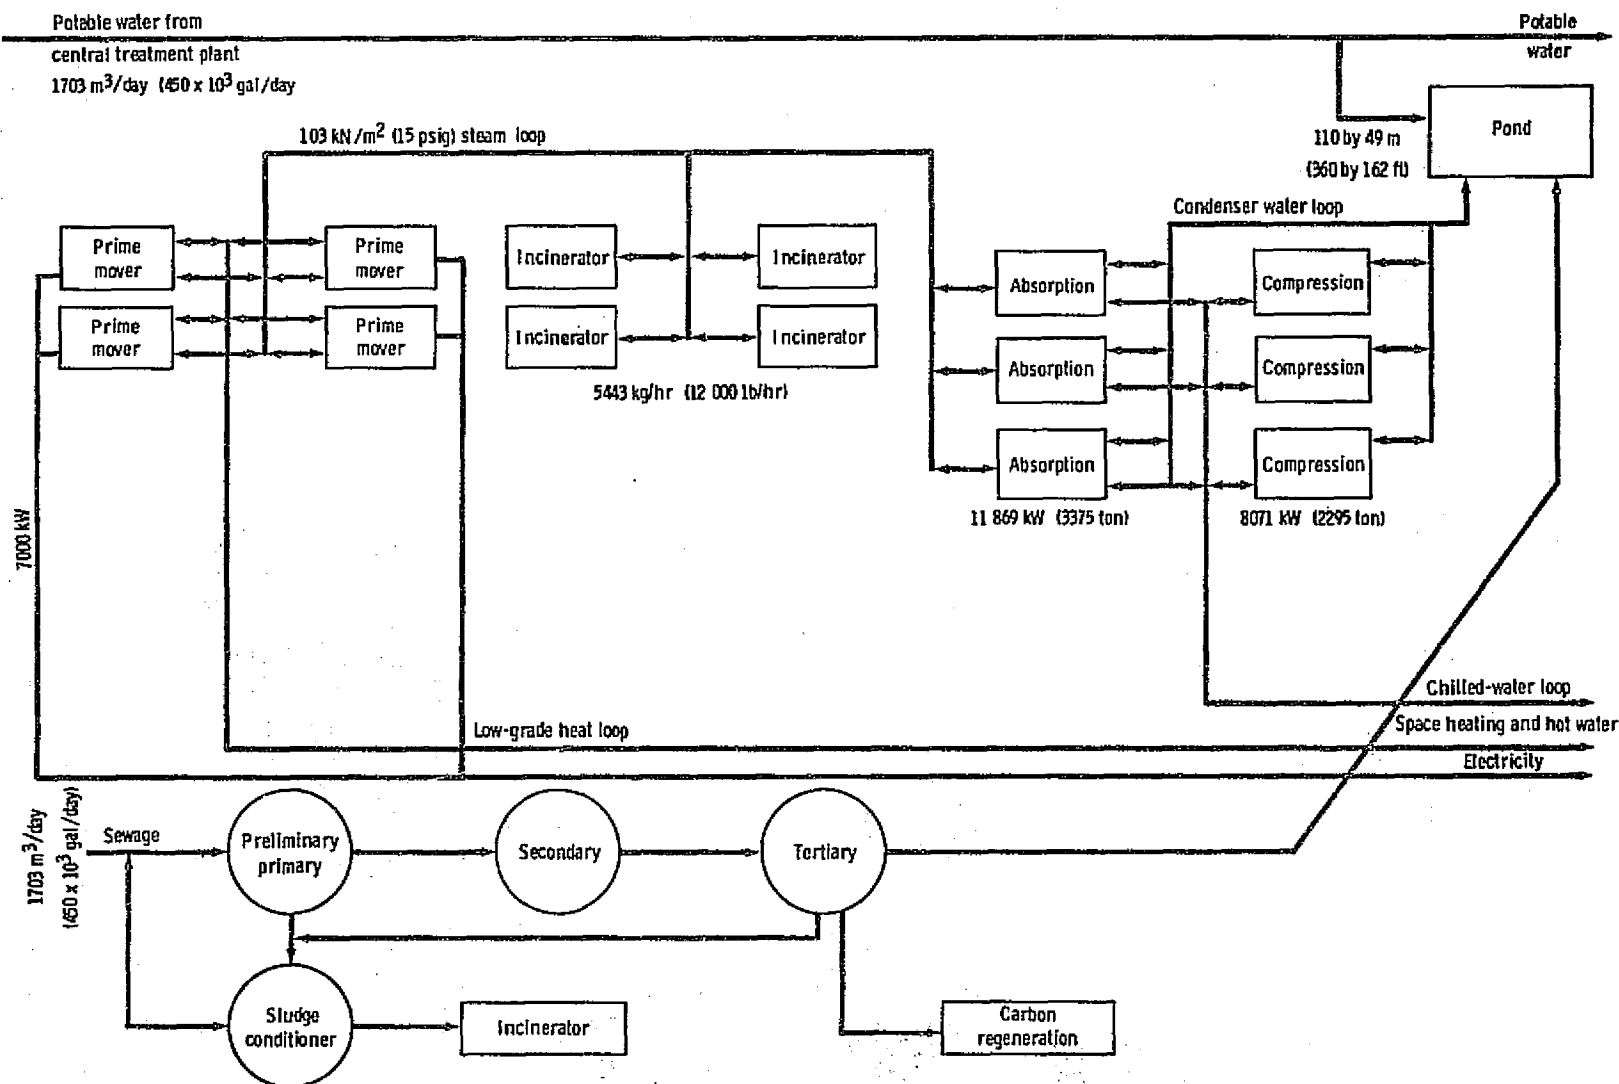 Potable water from
central treatment plant
1703 m³/day (450 x 10³ gal/day
Potable
water
103 kN/m² (15 psig) steam loop
110 by 49 m
(360 by 162 ft)
Pond
Condenser water loop
Prime
mover
Prime
mover
Incinerator
Incinerator
Absorption
Compression
Prime
mover
Prime
mover
Incinerator
Incinerator
Absorption
Compression
5443 kg/hr (12 000 lb/hr)
Absorption
Compression
11 869 kW (3375 ton)
8071 kW (2295 ton)
7000 kW
Chilled-water loop
Low-grade heat loop
Space heating and hot water
Electricity
1703 m³/day
(450 x 10³ gal/day)
Sewage
Preliminary
primary
Secondary
Tertiary
Sludge
conditioner
Incinerator
Carbon
regeneration